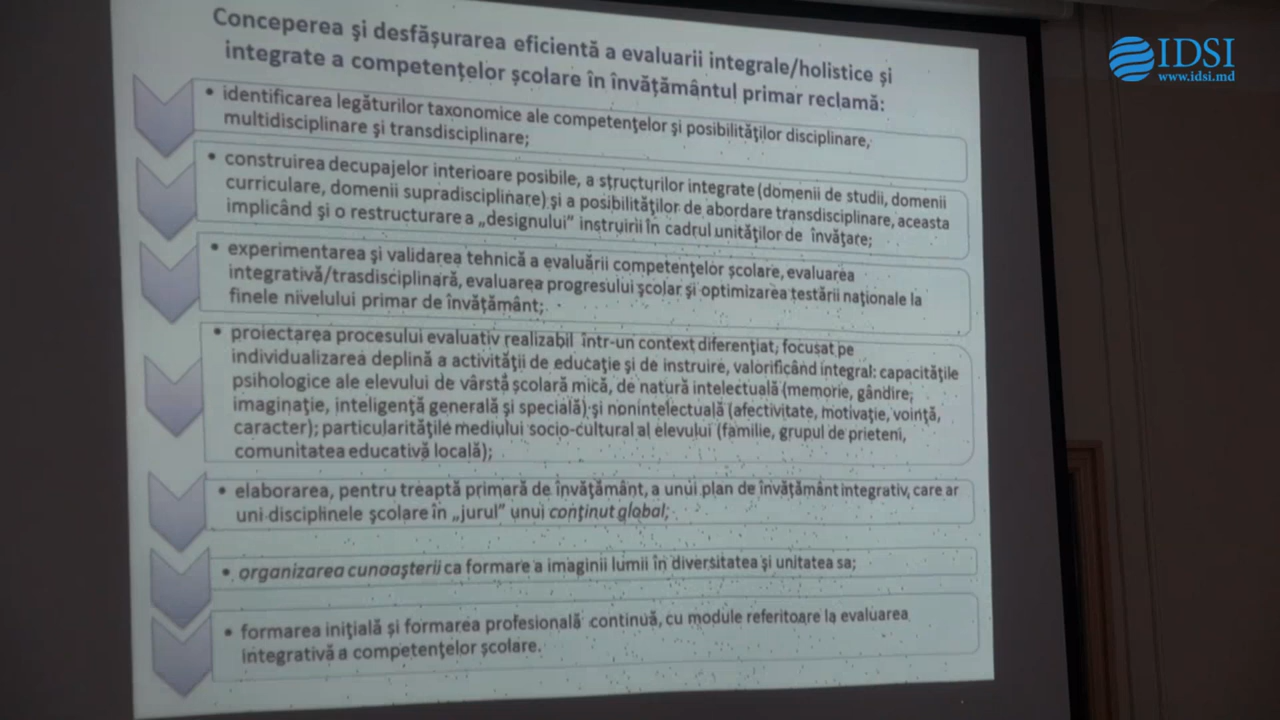 Conceperea şi desfăşurarea eficientă a evaluarii integrale/holistice şi
integrate a competenţelor şcolare în învăţământul primar reclamă:
• identificarea legăturilor taxonomice ale competenţelor şi posibilităţilor disciplinare,
multidisciplinare şi transdisciplinare;
• construirea decupajelor interioare posibile, a structurilor integrate (domenii de studii, domenii
curriculare, domenii supradisciplinare) şi a posibilităţilor de abordare transdisciplinare, aceasta
implicând şi o restructurare a „designului” instruirii în cadrul unităţilor de învăţare;
• experimentarea şi validarea tehnică a evaluării competenţelor şcolare, evaluarea
integrativă/trasdisciplinară, evaluarea progresului şcolar şi optimizarea testării naţionale la
finele nivelului primar de învăţământ;
• proiectarea procesului evaluativ realizabil într-un context diferenţiat, focusat pe
individualizarea deplină a activităţii de educaţie şi de instruire, valorificând integral: capacităţile
psihologice ale elevului de vârstă şcolară mică, de natură intelectuală (memorie, gândire,
imaginaţie, inteligenţă generală şi specială) şi nonintelectuală (afectivitate, motivaţie, voinţă,
caracter); particularităţile mediului socio-cultural al elevului (familie, grupul de prieteni,
comunitatea educativă locală);
• elaborarea, pentru treaptă primară de învăţământ, a unui plan de învăţământ integrativ, care ar
uni disciplinele şcolare în „jurul” unui conţinut global;
• organizarea cunoaşterii ca formare a imaginii lumii în diversitatea şi unitatea sa;
• formarea iniţială şi formarea profesională continuă, cu module referitoare la evaluarea
integrativă a competenţelor şcolare.
IDSI
www.idsi.md